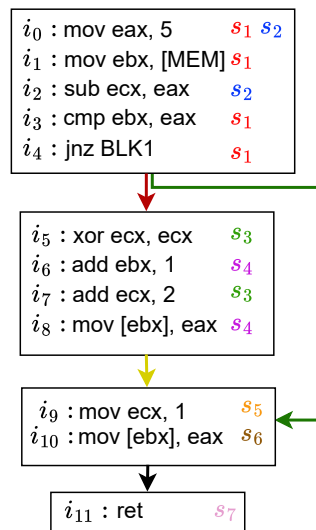 i₀ : mov eax, 5 s₁ s₂
i₁ : mov ebx, [MEM] s₁
i₂ : sub ecx, eax s₂
i₃ : cmp ebx, eax s₁
i₄ : jnz BLK1 s₁
i₅ : xor ecx, ecx s₃
i₆ : add ebx, 1 s₄
i₇ : add ecx, 2 s₃
i₈ : mov [ebx], eax s₄
i₉ : mov ecx, 1 s₅
i₁₀ : mov [ebx], eax s₆
i₁₁ : ret s₇